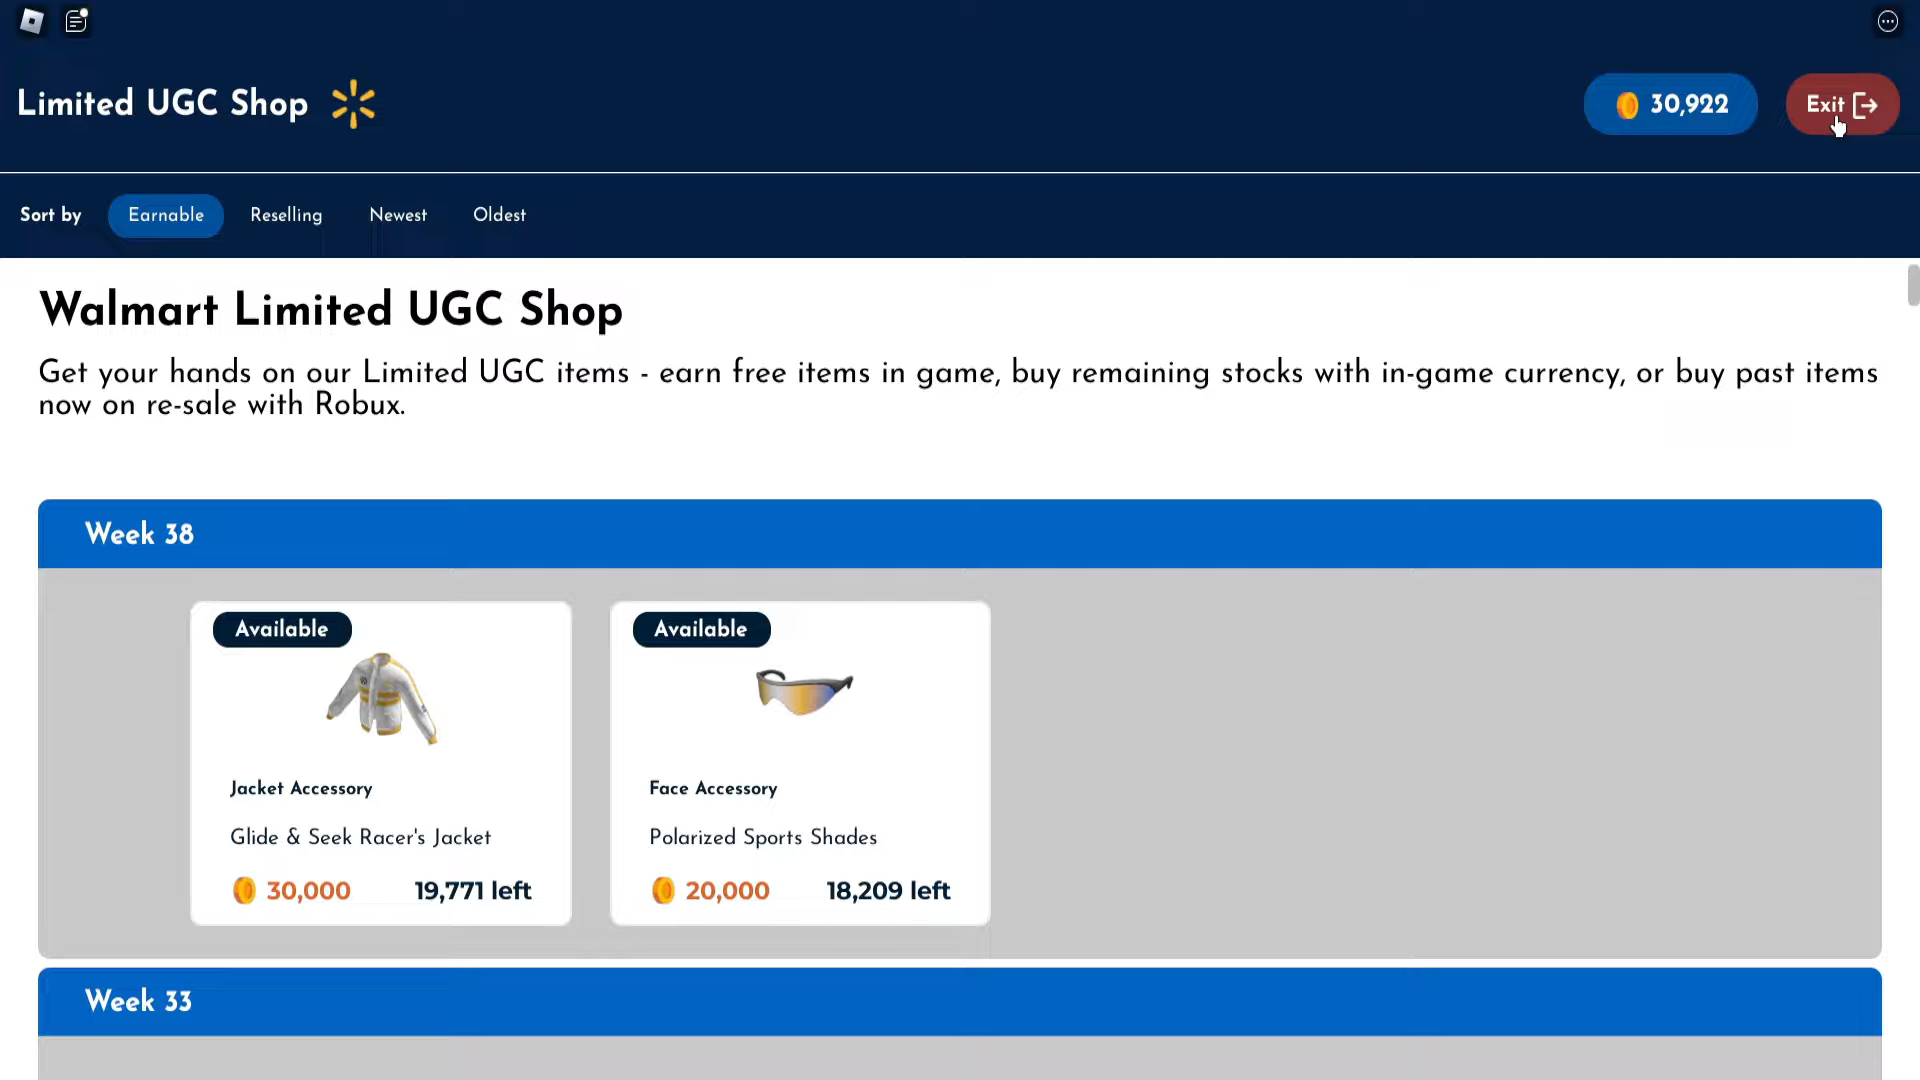 Limited UGC Shop
30,922
Exit
Sort by Earnable Reselling Newest Oldest
Walmart Limited UGC Shop
Get your hands on our Limited UGC items - earn free items in game, buy remaining stocks with in-game currency, or buy past items
now on re-sale with Robux.
Week 38
Available
Jacket Accessory
Glide & Seek Racer's Jacket
30,000 19,771 left
Available
Face Accessory
Polarized Sports Shades
20,000 18,209 left
Week 33